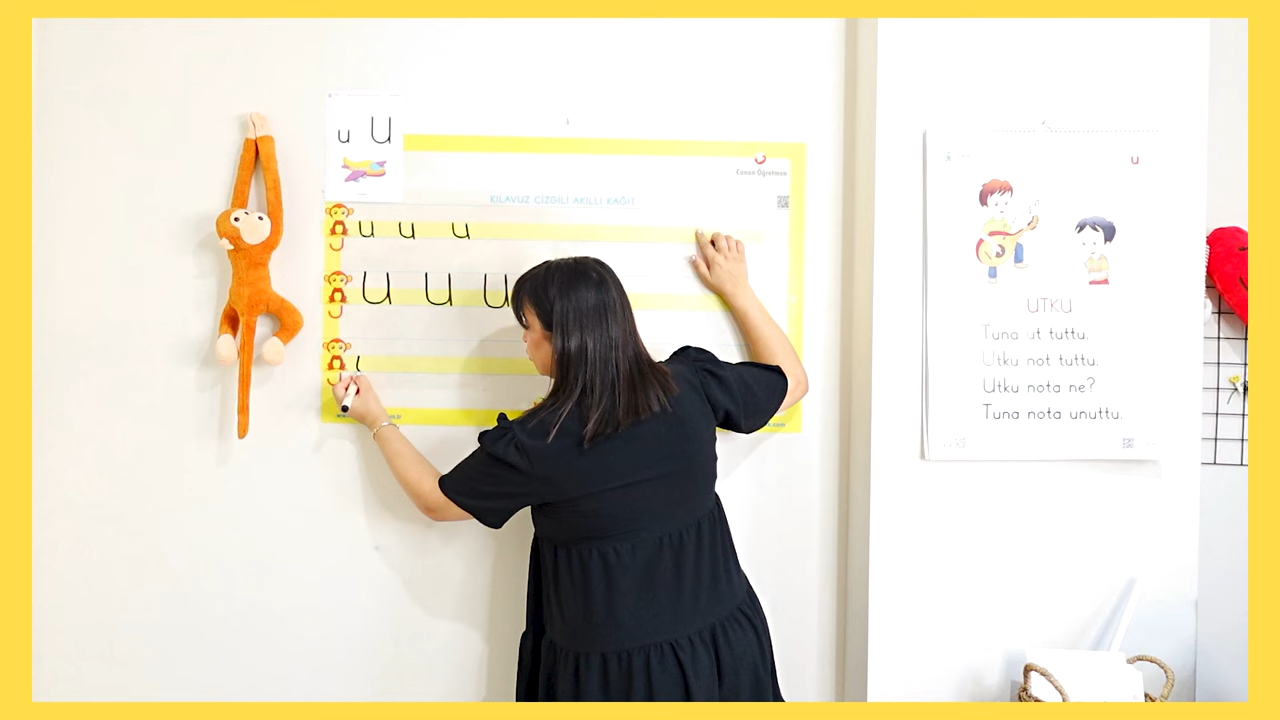 u U
Canan Öğretmen
KILAVUZ ÇİZGİLİ AKILLI KAĞIT
u u u
U U U
u
UTKU
Tuna ut tuttu.
Utku not tuttu.
Utku nota ne?
Tuna nota unuttu.